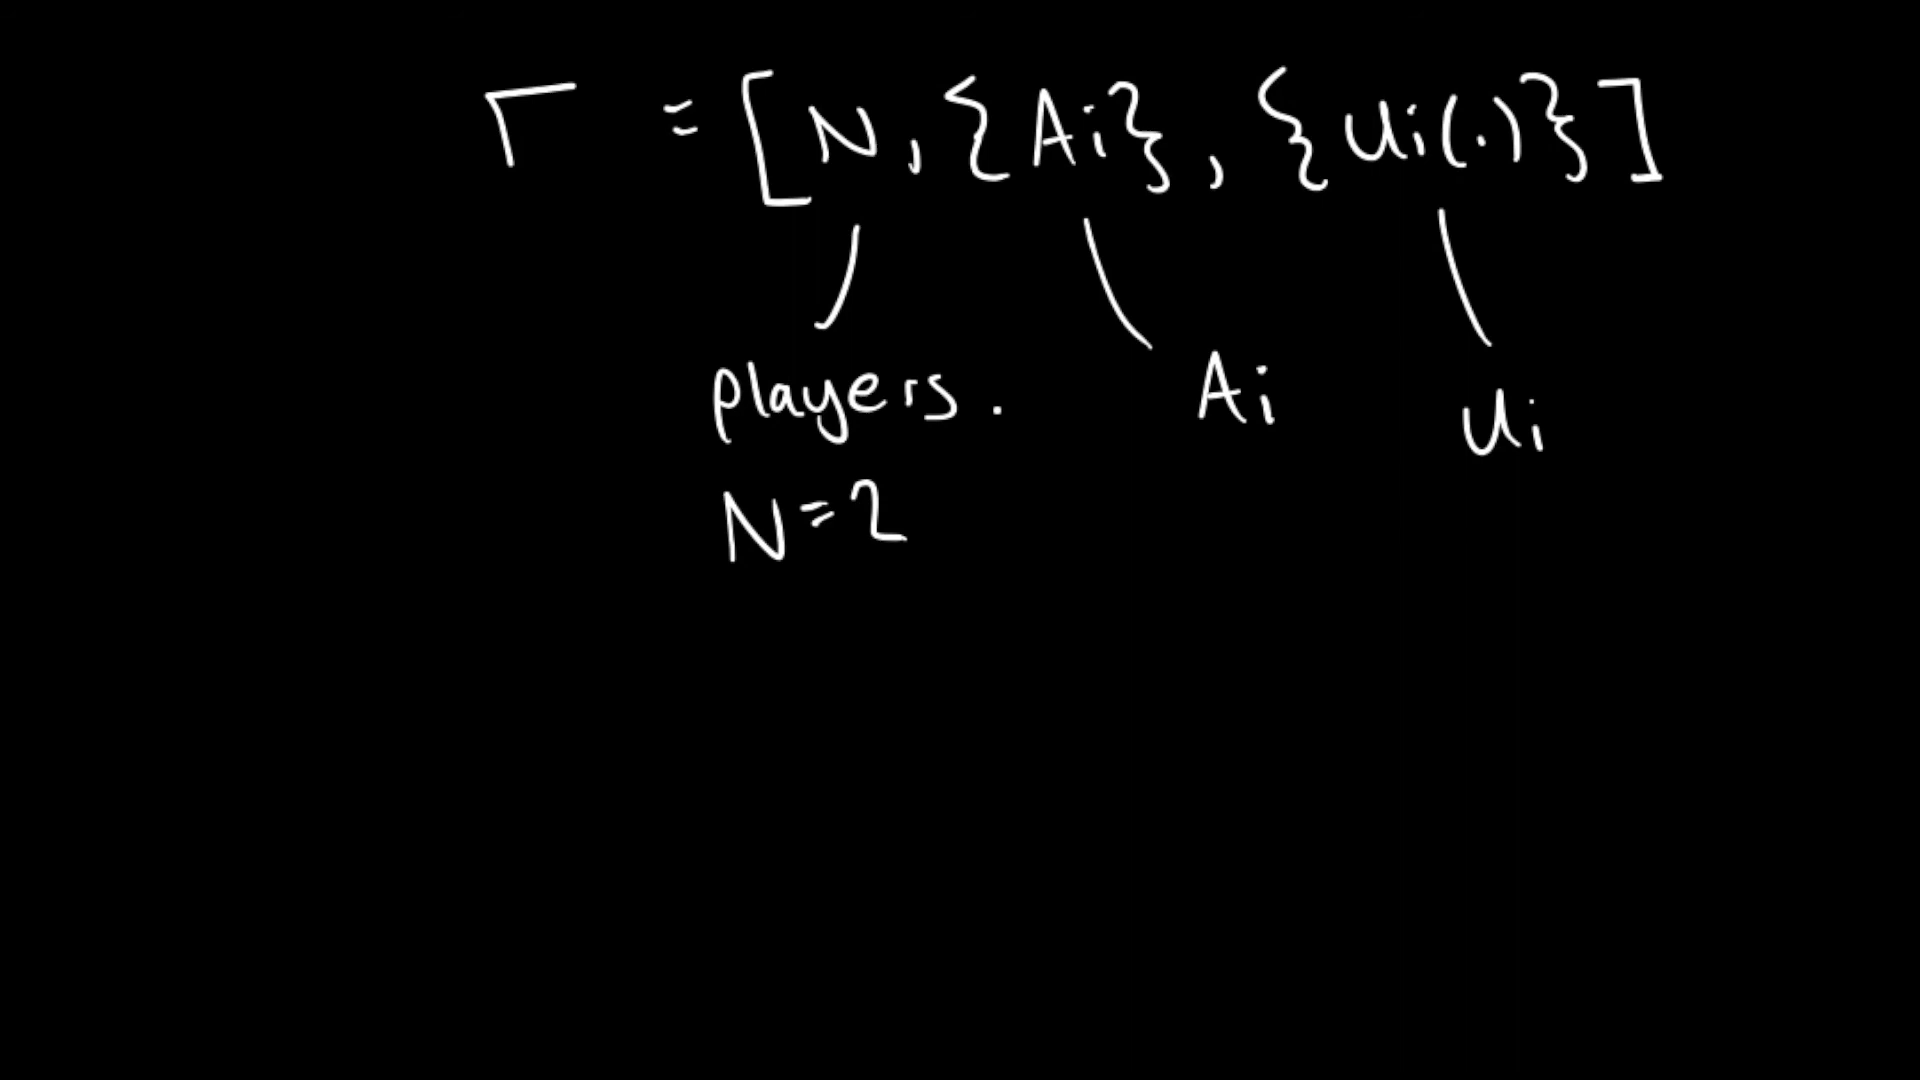 Γ = [N, {Ai}, {ui(.)}]
players. Ai ui
N=2